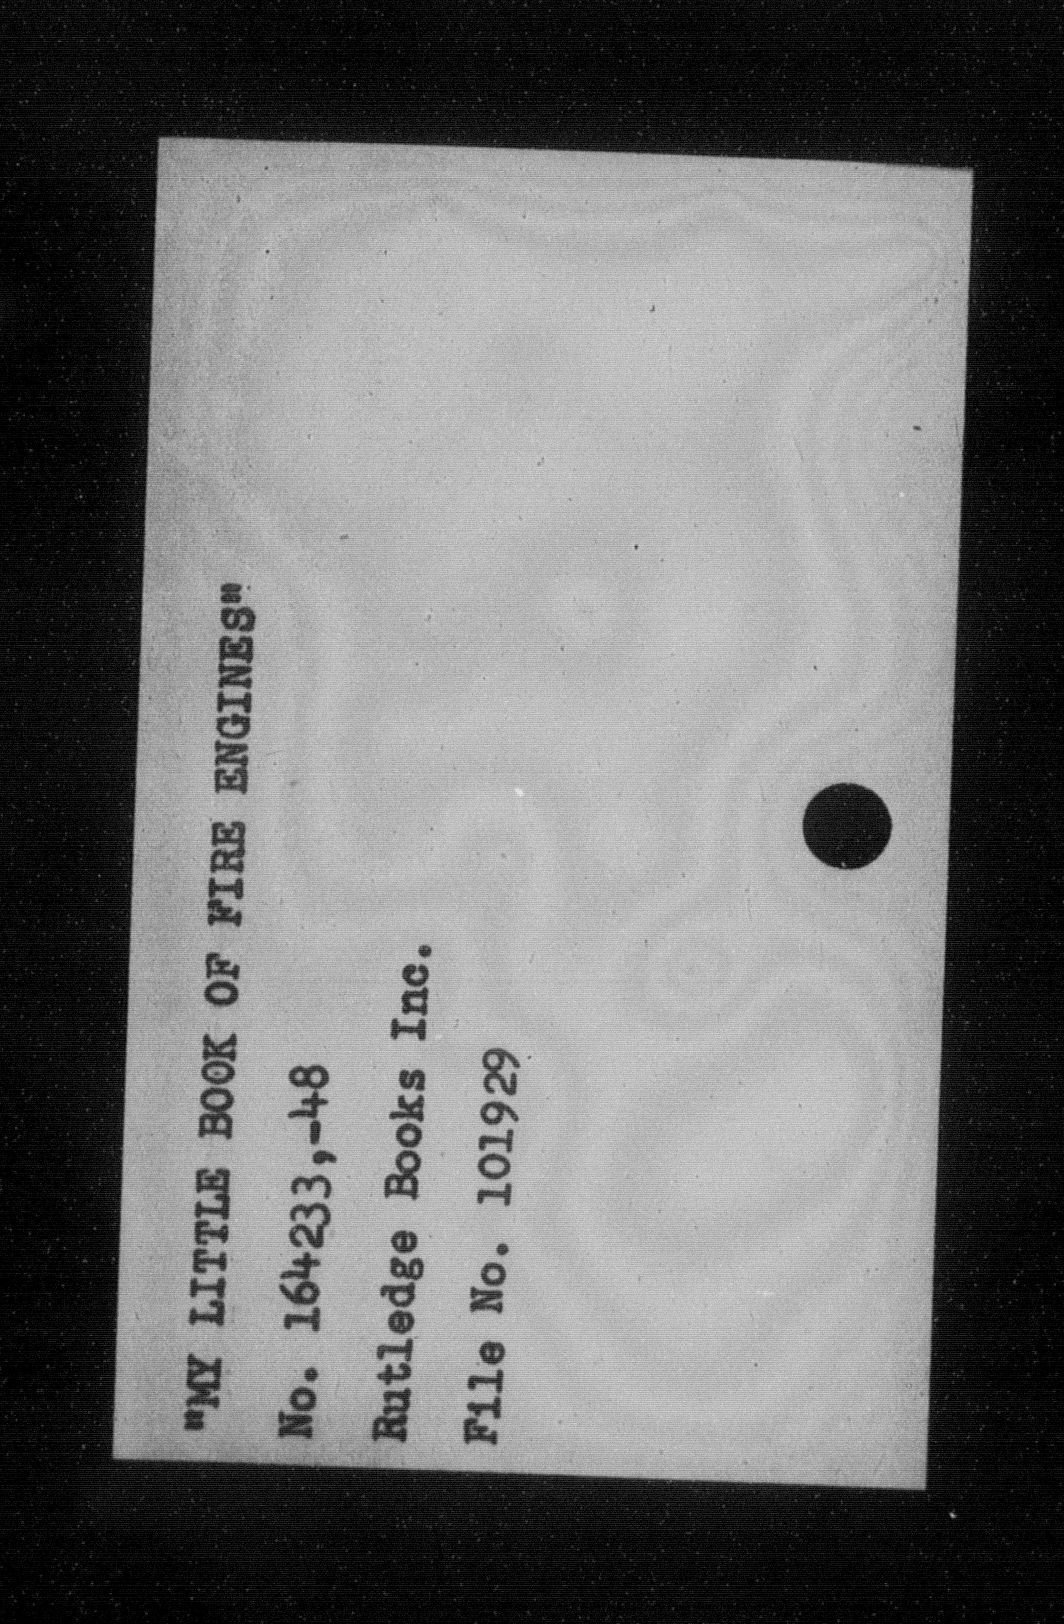 "MY LITTLE BOOK OF FIRE ENGINES"
No. 164233,-48
Rutledge Books Inc.
File No. 101929